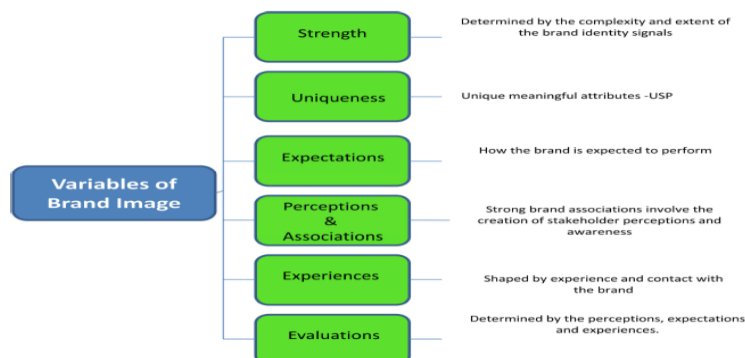 Variables of
Brand Image
Strength
Determined by the complexity and extent of
the brand identity signals
Uniqueness
Unique meaningful attributes -USP
Expectations
How the brand is expected to perform
Perceptions
&
Associations
Strong brand associations involve the
creation of stakeholder perceptions and
awareness
Experiences
Shaped by experience and contact with
the brand
Evaluations
Determined by the perceptions, expectations
and experiences.